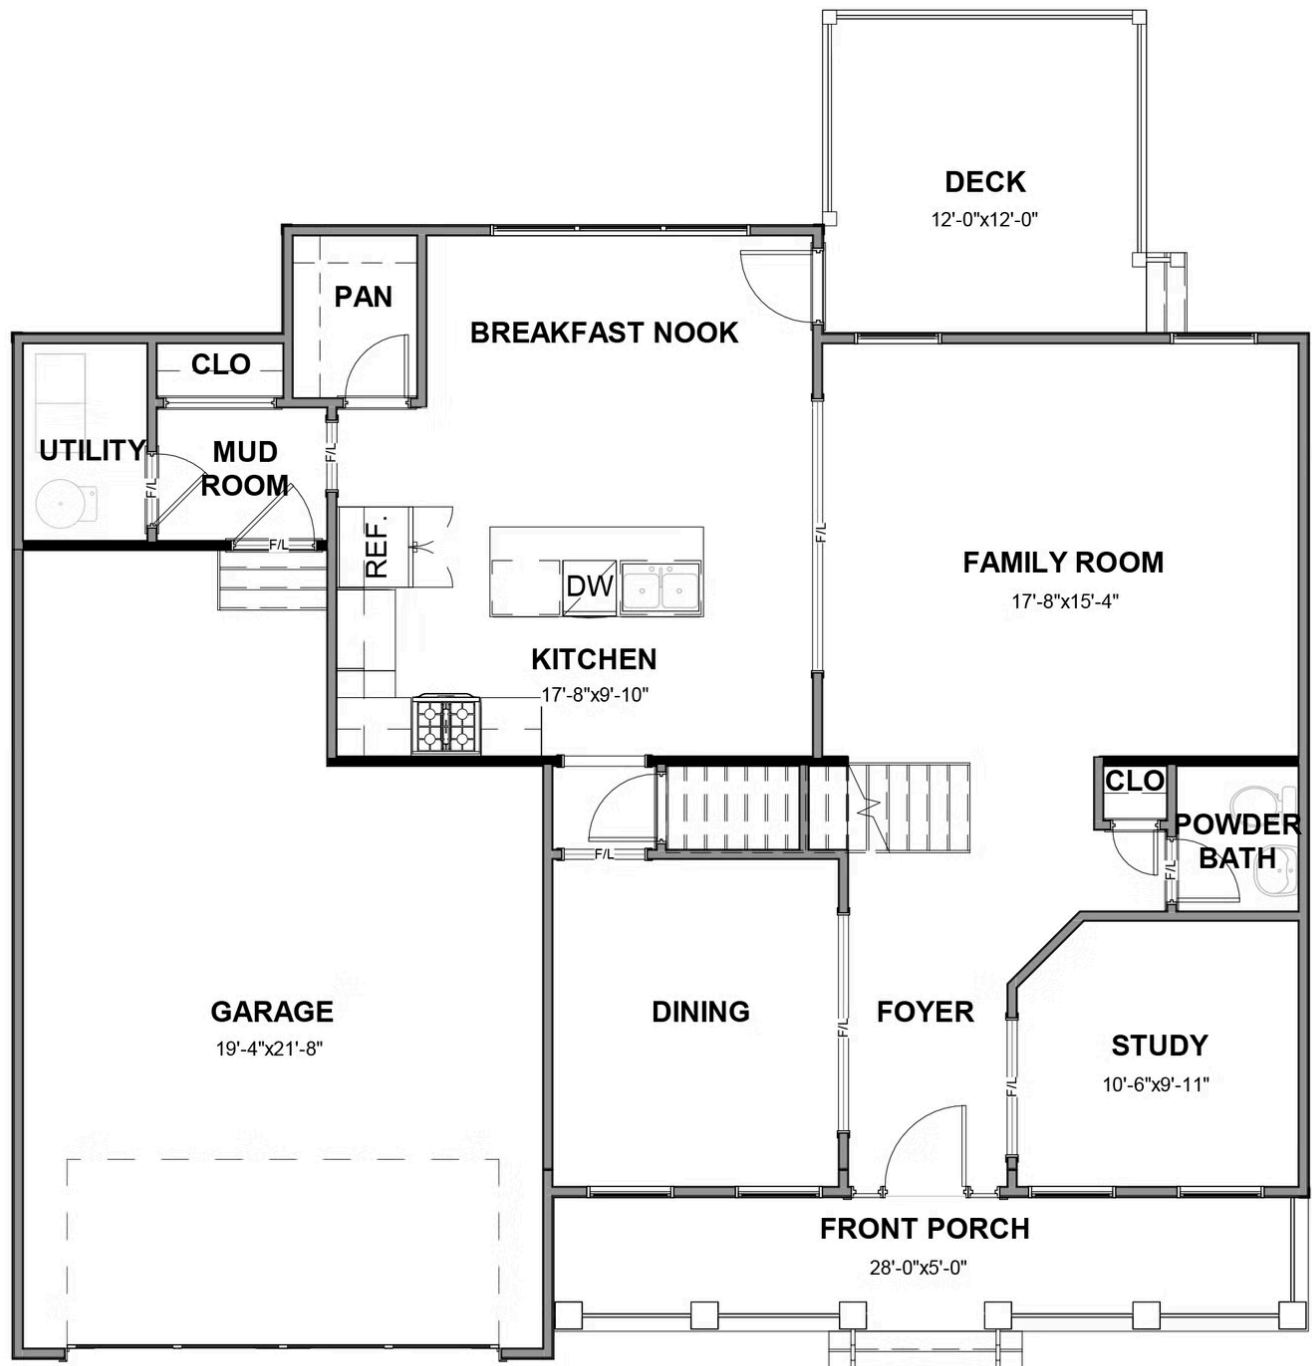 DECK
12'-0"x12'-0"
PAN
BREAKFAST NOOK
CLO
UTILITY
MUD
ROOM
F/L
F/L
F/L
REF.
DW
F/L
FAMILY ROOM
17'-8"x15'-4"
KITCHEN
17'-8"x9'-10"
CLO
POWDER
BATH
F/L
F/L
GARAGE
19'-4"x21'-8"
DINING
F/L
FOYER
STUDY
10'-6"x9'-11"
F/L
FRONT PORCH
28'-0"x5'-0"